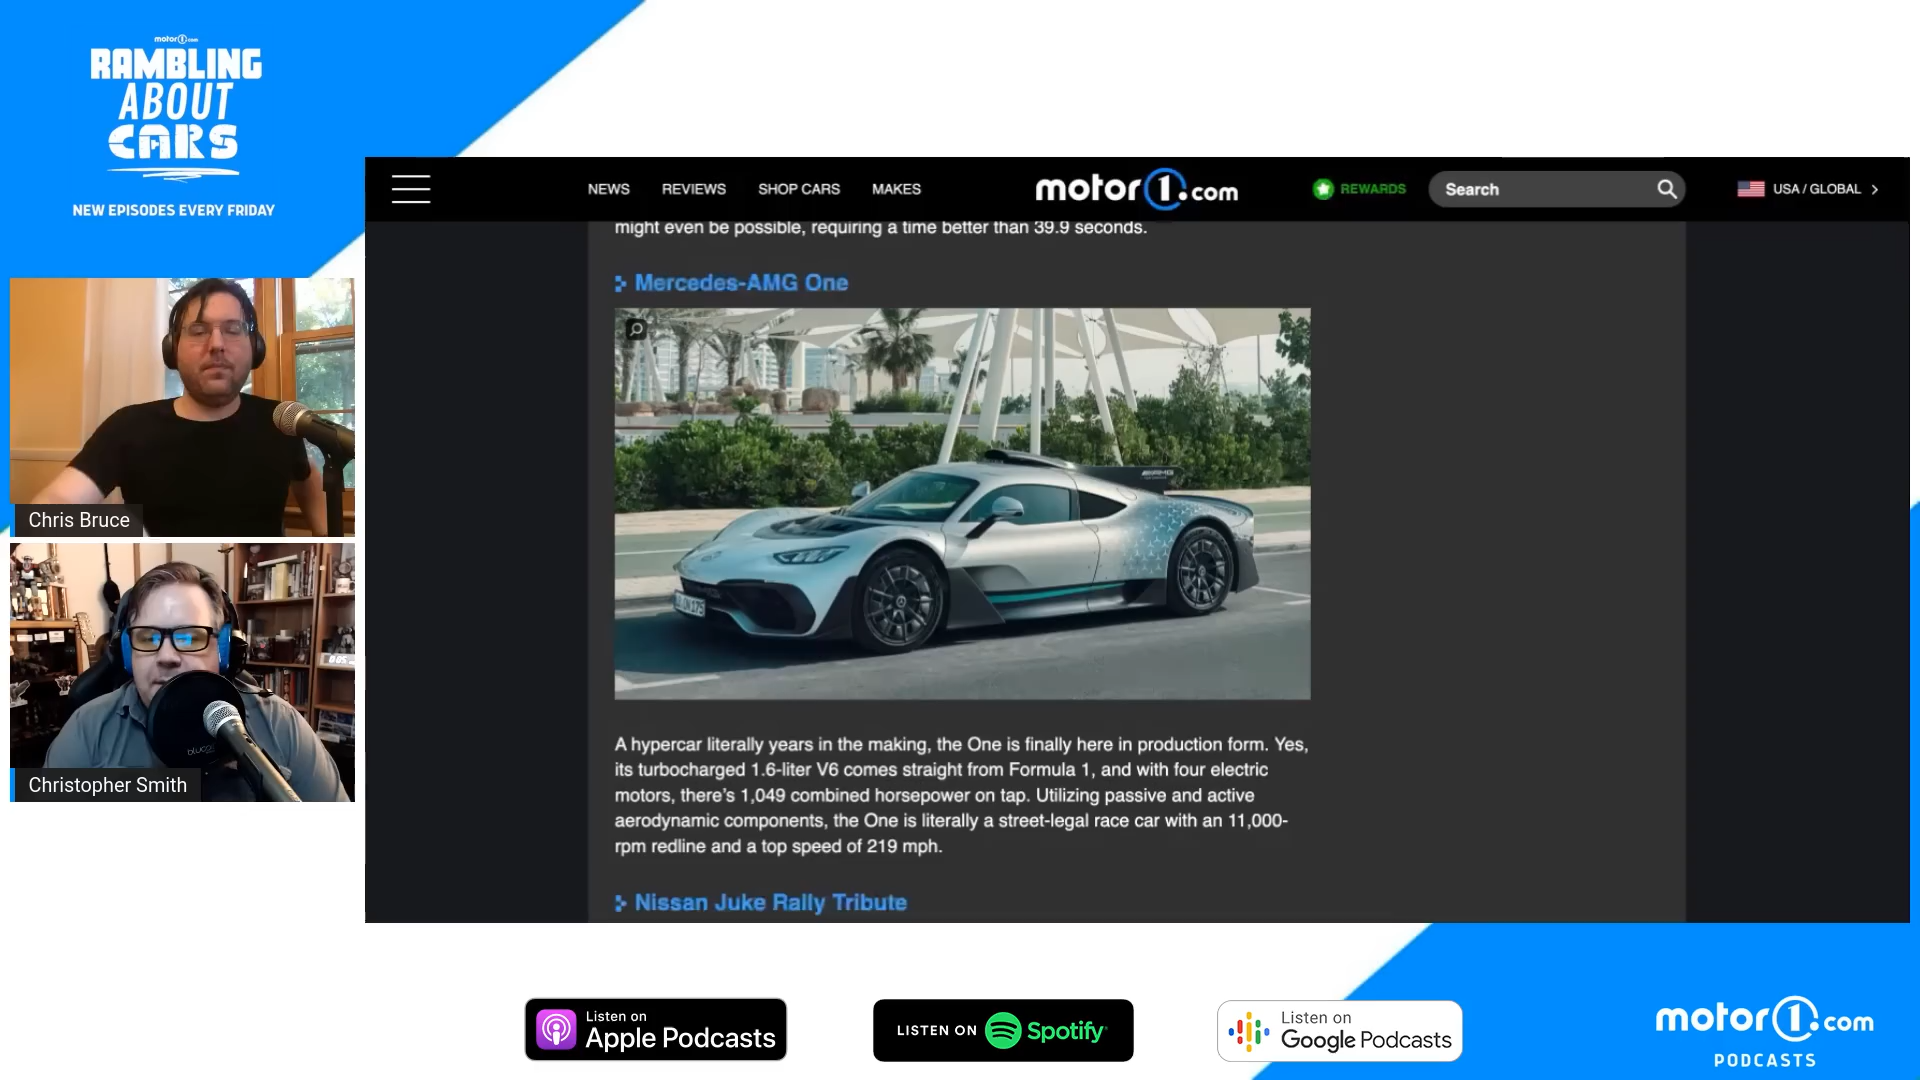 motor1.com
RAMBLING
ABOUT
CARS
NEW EPISODES EVERY FRIDAY
NEWS REVIEWS SHOP CARS MAKES motor1.com REWARDS Search USA / GLOBAL
might even be possible, requiring a time better than 39.9 seconds.
Mercedes-AMG One
AMG
A hypercar literally years in the making, the One is finally here in production form. Yes,
its turbocharged 1.6-liter V6 comes straight from Formula 1, and with four electric
motors, there's 1,049 combined horsepower on tap. Utilizing passive and active
aerodynamic components, the One is literally a street-legal race car with an 11,000-
rpm redline and a top speed of 219 mph.
Nissan Juke Rally Tribute
Chris Bruce
Christopher Smith
Listen on
Apple Podcasts
LISTEN ON Spotify
Listen on
Google Podcasts
motor1.com
PODCASTS